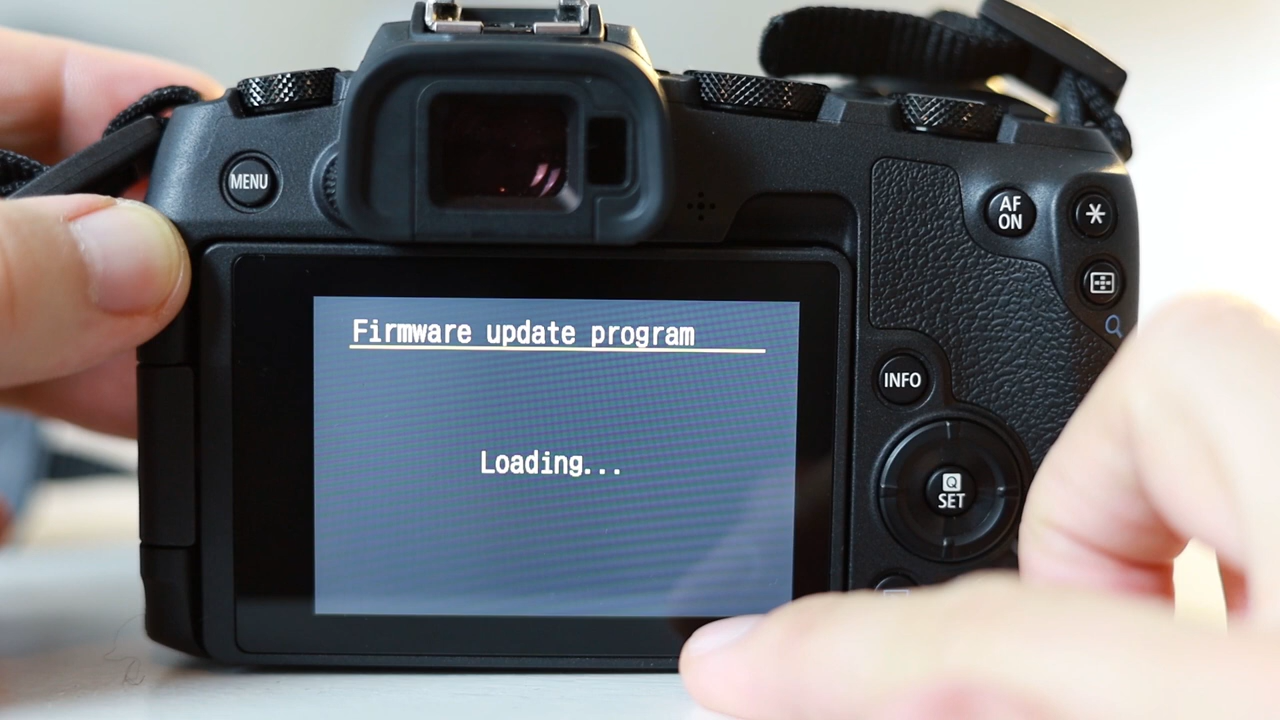 MENU
AF
ON
Firmware update program
INFO
Loading...
Q
SET